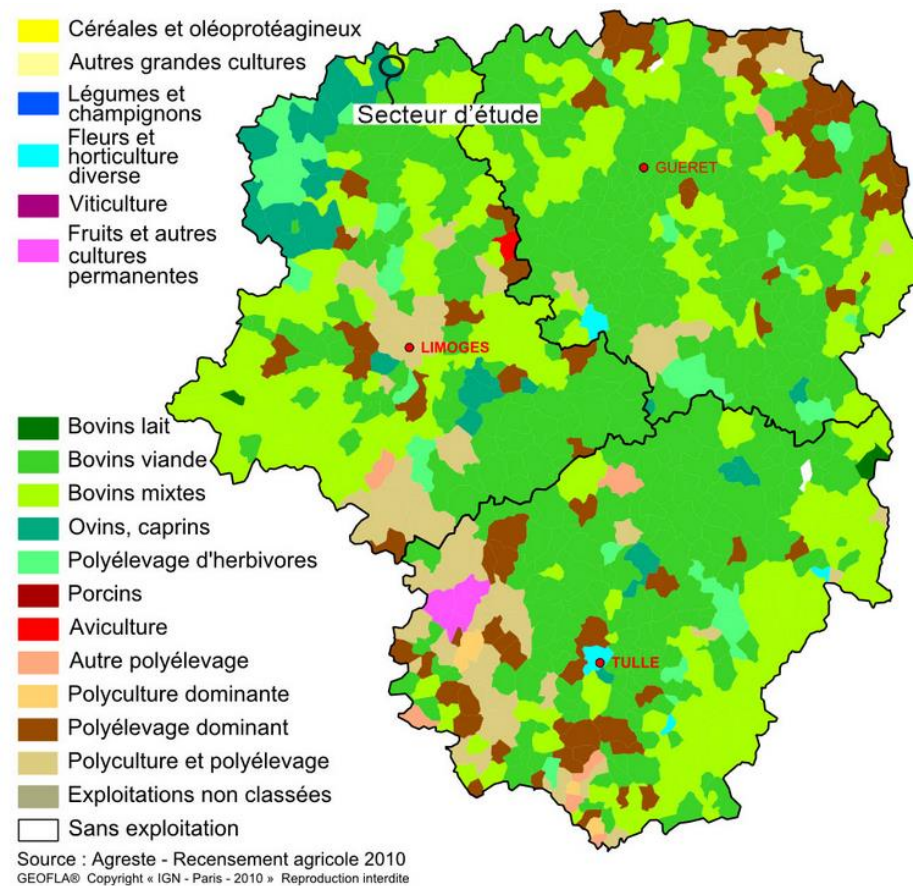 Céréales et oléoprotéagineux
Autres grandes cultures
Légumes et
champignons
Fleurs et
horticulture
diverse
Viticulture
Fruits et autres
cultures
permanentes
Secteur d'étude
GUERET
LIMOGES
TULLE
Bovins lait
Bovins viande
Bovins mixtes
Ovins, caprins
Polyélevage d'herbivores
Porcins
Aviculture
Autre polyélevage
Polyculture dominante
Polyélevage dominant
Polyculture et polyélevage
Exploitations non classées
Sans exploitation
Source : Agreste - Recensement agricole 2010
GEOFLA® Copyright « IGN - Paris - 2010 » Reproduction interdite